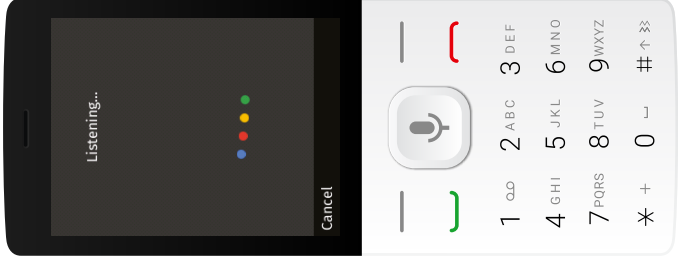 Listening...
Cancel
1
2 ABC
3 DEF
4 GHI
5 JKL
6 MNO
7 PQRS
8 TUV
9 WXYZ
* +
0
#